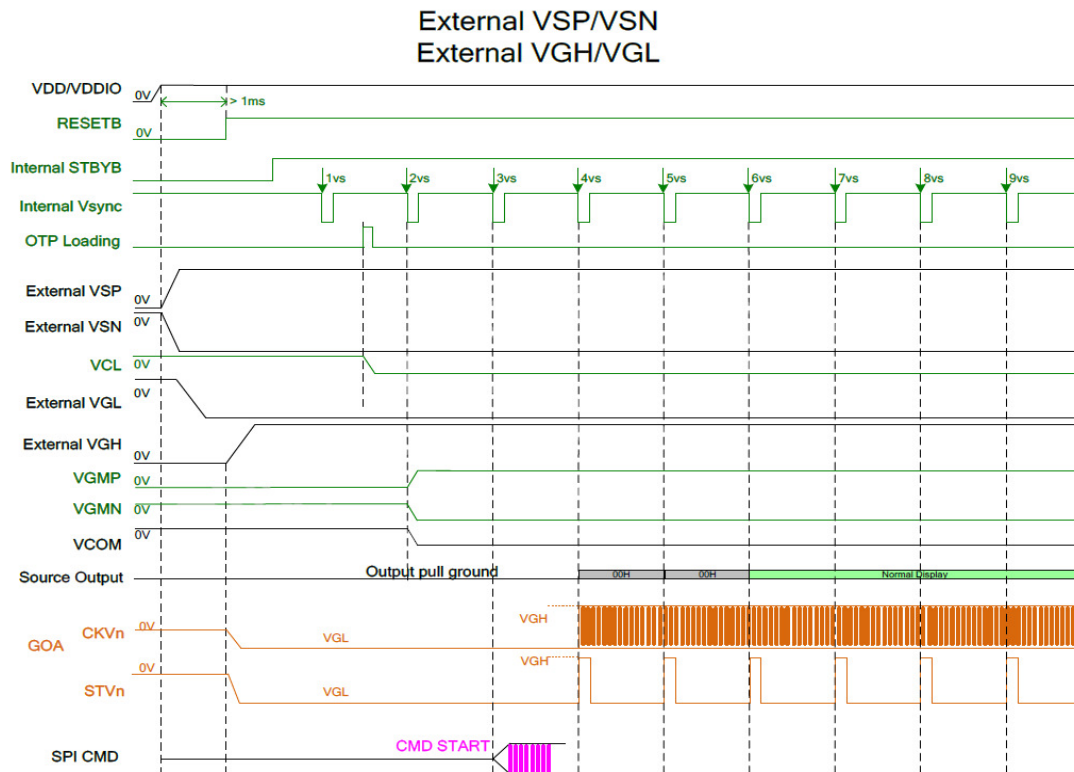 External VSP/VSN
External VGH/VGL
VDD/VDDIO 0V > 1ms
RESETB 0V
Internal STBYB
1vs 2vs 3vs 4vs 5vs 6vs 7vs 8vs 9vs
Internal Vsync
OTP Loading
External VSP 0V
External VSN 0V
VCL 0V
External VGL 0V
External VGH 0V
VGMP 0V
VGMN 0V
VCOM 0V
Source Output Output pull ground 00H 00H Normal Display
CKVn 0V VGL VGH
GOA
STVn 0V VGL VGH
CMD START
SPI CMD